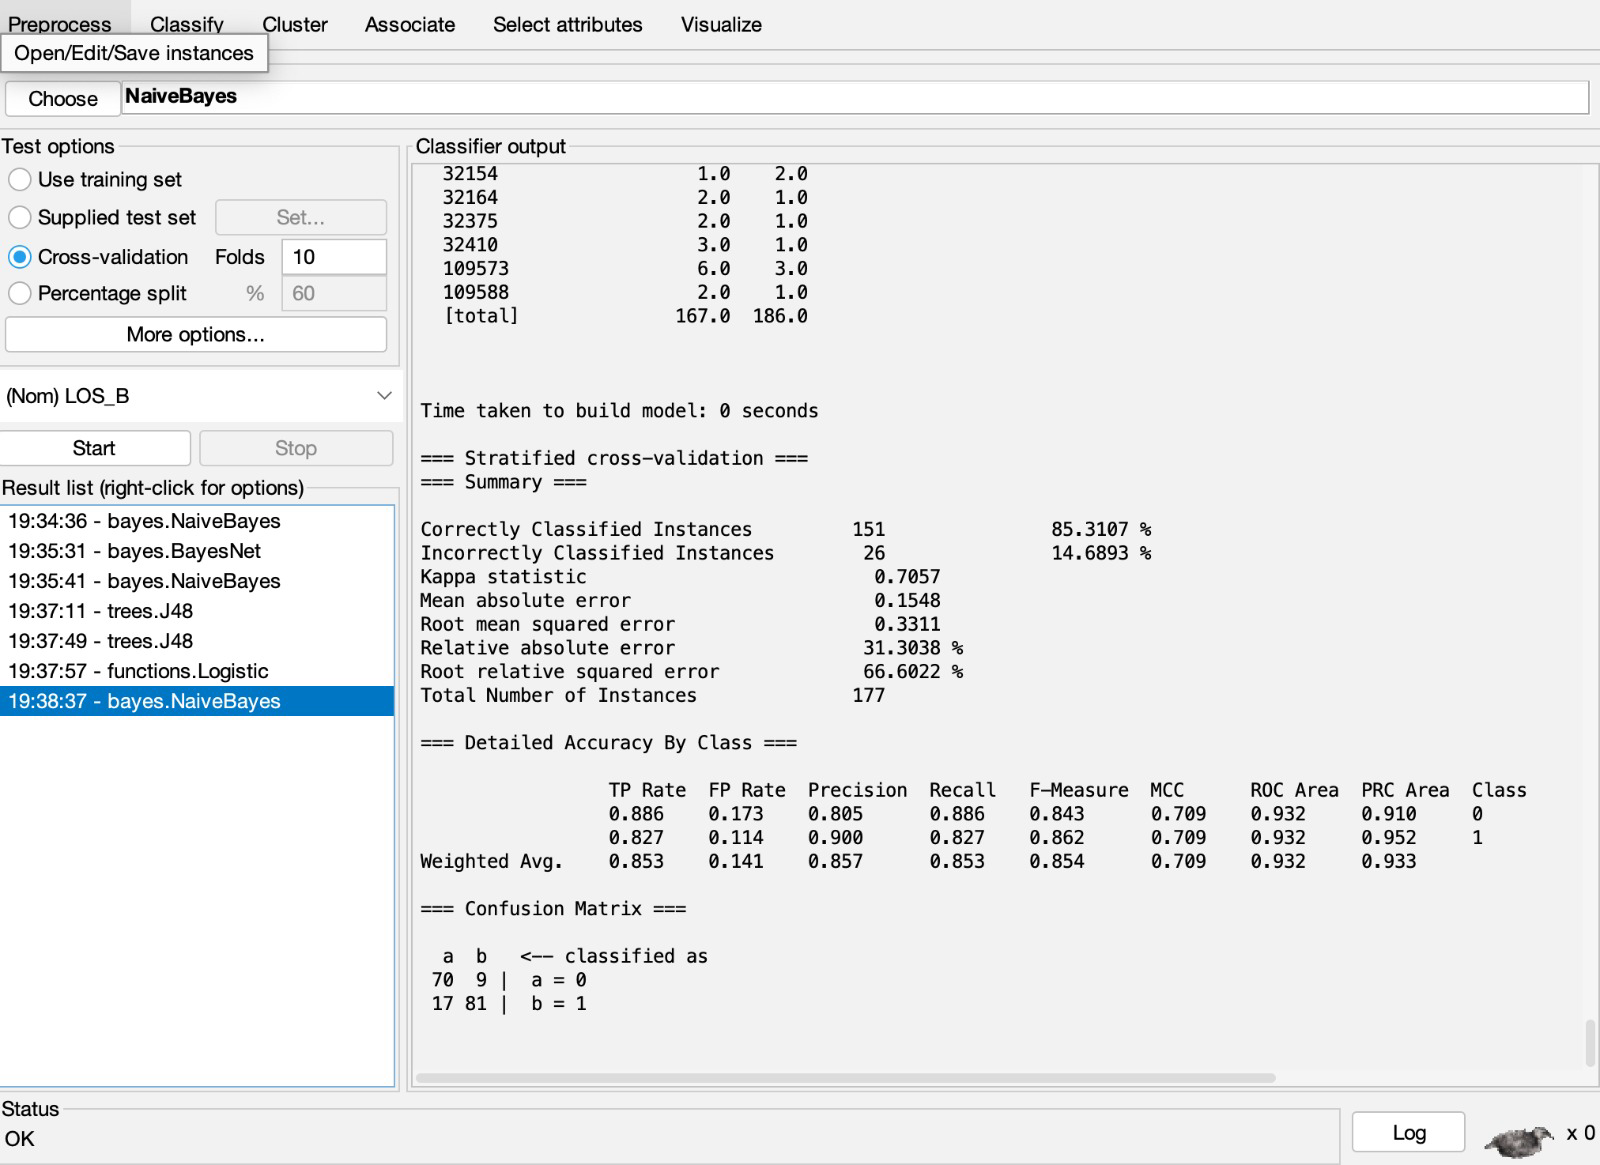 Preprocess Classify Cluster Associate Select attributes Visualize
Open/Edit/Save instances
Choose NaiveBayes
Test options
Use training set
Supplied test set Set...
Cross-validation Folds 10
Percentage split % 60
More options...
(Nom) LOS_B
Start Stop
Result list (right-click for options)
19:34:36 - bayes.NaiveBayes
19:35:31 - bayes.BayesNet
19:35:41 - bayes.NaiveBayes
19:37:11 - trees.J48
19:37:49 - trees.J48
19:37:57 - functions.Logistic
19:38:37 - bayes.NaiveBayes
Classifier output
32154 1.0 2.0
32164 2.0 1.0
32375 2.0 1.0
32410 3.0 1.0
109573 6.0 3.0
109588 2.0 1.0
[total] 167.0 186.0
Time taken to build model: 0 seconds
=== Stratified cross-validation ===
=== Summary ===
Correctly Classified Instances 151 85.3107 %
Incorrectly Classified Instances 26 14.6893 %
Kappa statistic 0.7057
Mean absolute error 0.1548
Root mean squared error 0.3311
Relative absolute error 31.3038 %
Root relative squared error 66.6022 %
Total Number of Instances 177
=== Detailed Accuracy By Class ===
TP Rate FP Rate Precision Recall F-Measure MCC ROC Area PRC Area Class
0.886 0.173 0.805 0.886 0.843 0.709 0.932 0.910 0
0.827 0.114 0.900 0.827 0.862 0.709 0.932 0.952 1
Weighted Avg. 0.853 0.141 0.857 0.853 0.854 0.709 0.932 0.933
=== Confusion Matrix ===
a b <-- classified as
70 9 | a = 0
17 81 | b = 1
Status
OK
Log x 0